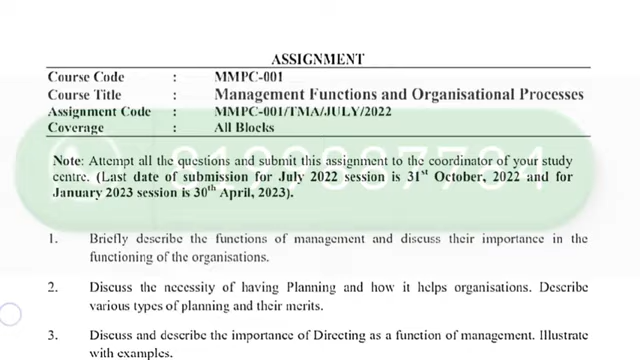 ASSIGNMENT
Course Code : MMPC-001
Course Title : Management Functions and Organisational Processes
Assignment Code : MMPC-001/TMA/JULY/2022
Coverage : All Blocks
Note: Attempt all the questions and submit this assignment to the coordinator of your study
centre. (Last date of submission for July 2022 session is 31st October, 2022 and for
January 2023 session is 30th April, 2023).
1. Briefly describe the functions of management and discuss their importance in the
functioning of the organisations.
2. Discuss the necessity of having Planning and how it helps organisations. Describe
various types of planning and their merits.
3. Discuss and describe the importance of Directing as a function of management. Illustrate
with examples.